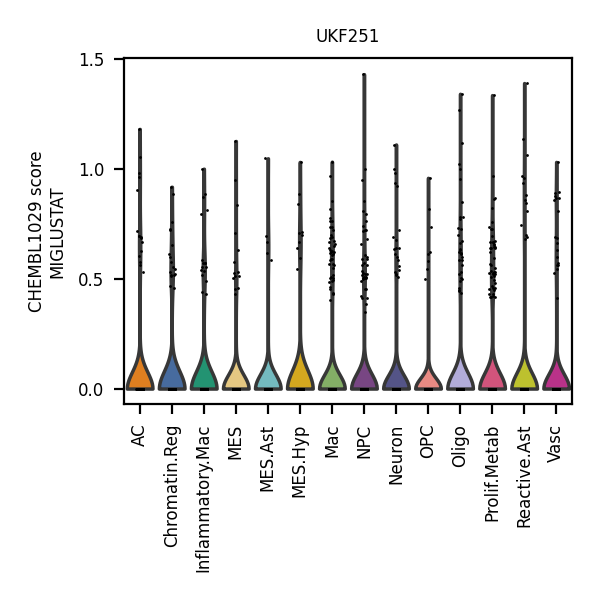 UKF251
CHEMBL1029 score
MIGLUSTAT
1.5
1.0
0.5
0.0
AC
Chromatin.Reg
Inflammatory.Mac
MES
MES.Ast
MES.Hyp
Mac
NPC
Neuron
OPC
Oligo
Prolif.Metab
Reactive.Ast
Vasc